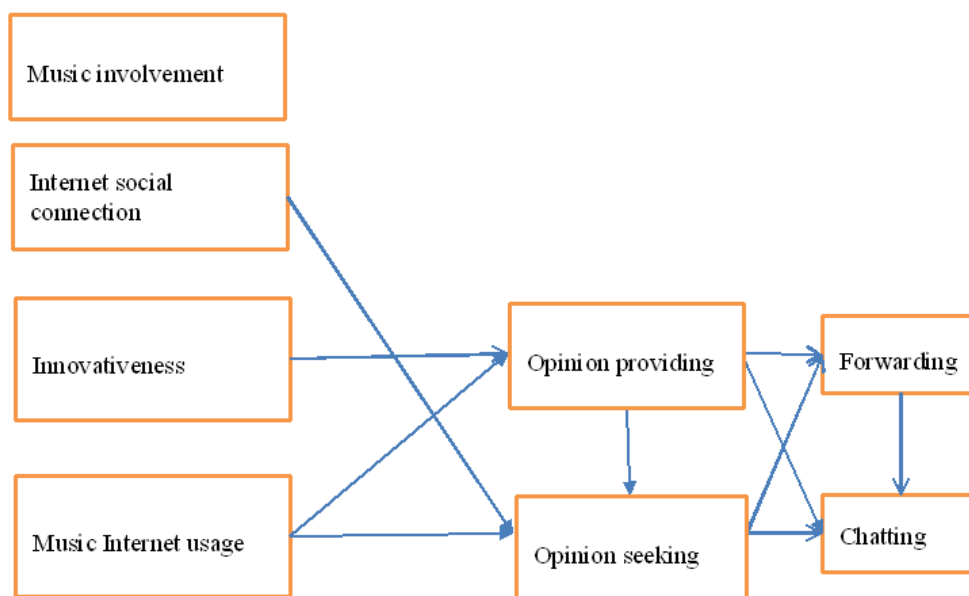 Music involvement
Internet social
connection
Innovativeness
Opinion providing
Forwarding
Music Internet usage
Opinion seeking
Chatting